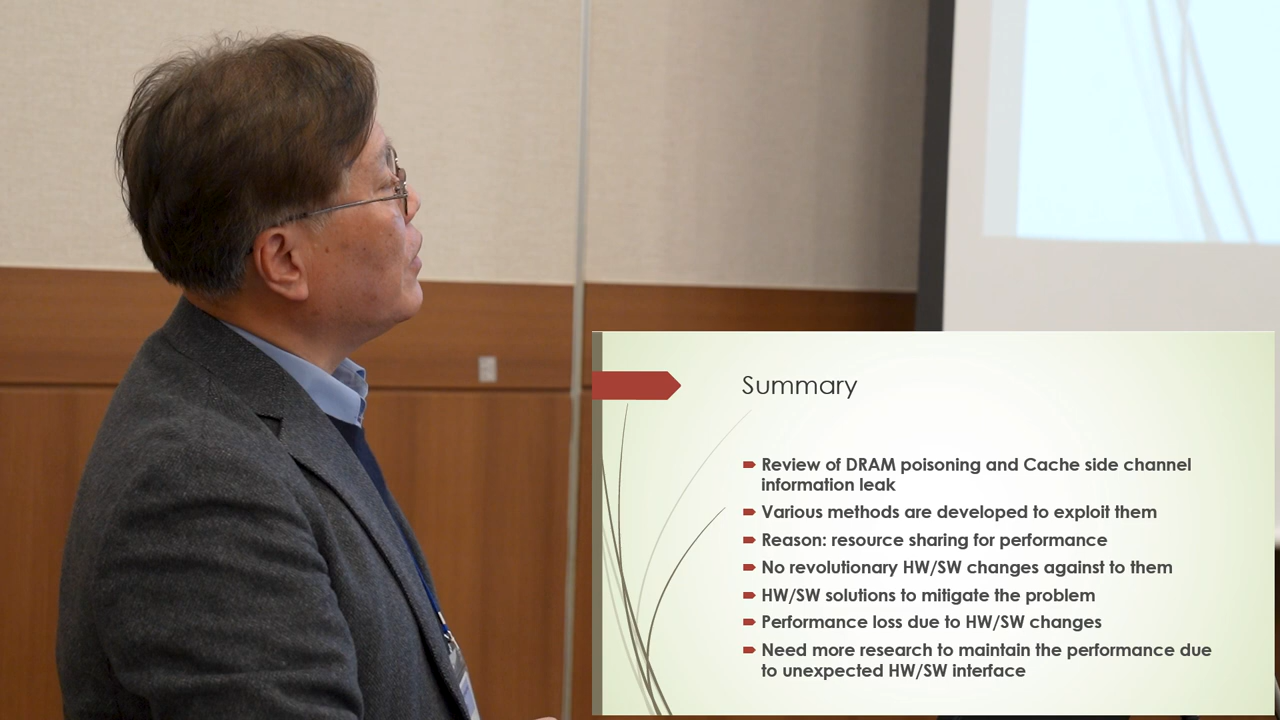 Summary
Review of DRAM poisoning and Cache side channel
information leak
Various methods are developed to exploit them
Reason: resource sharing for performance
No revolutionary HW/SW changes against to them
HW/SW solutions to mitigate the problem
Performance loss due to HW/SW changes
Need more research to maintain the performance due
to unexpected HW/SW interface